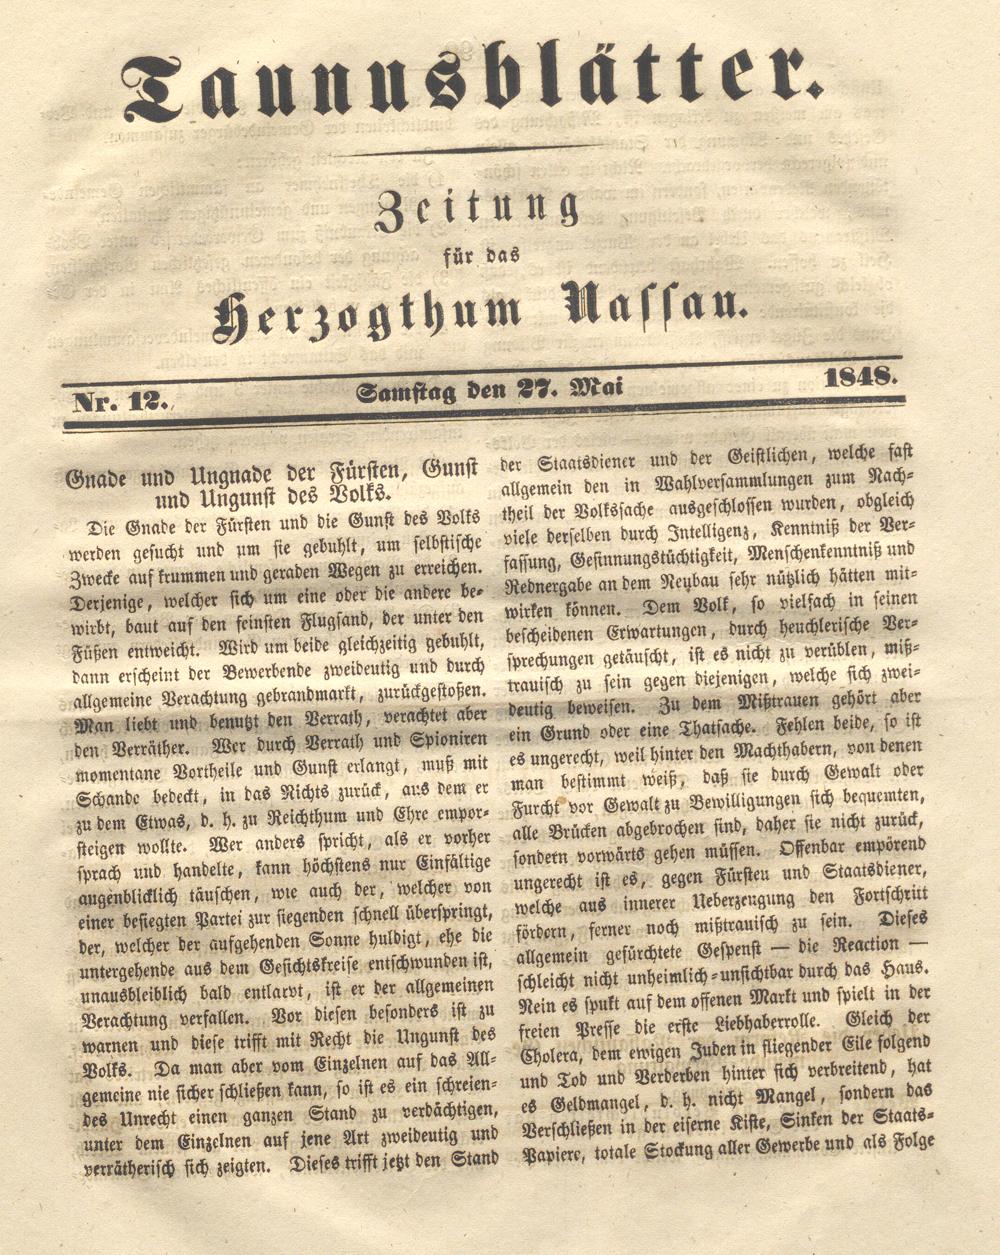 Taunusblätter.
Zeitung
für das
Herzogthum Nassau.
Nr. 12. Samstag den 27. Mai 1848.
Gnade und Ungnade der Fürsten, Gunst
und Ungunst des Volks.
Die Gnade der Fürsten und die Gunst des Volks
werden gesucht und um sie gebuhlt, um selbstische
Zwecke auf krummen und geraden Wegen zu erreichen.
Derjenige, welcher sich um eine oder die andere be-
wirbt, baut auf den feinsten Flugsand, der unter den
Füßen entweicht. Wird um beide gleichzeitig gebuhlt,
dann erscheint der Bewerbende zweideutig und durch
allgemeine Verachtung gebrandmarkt, zurückgestoßen.
Man liebt und benutzt den Verrath, verachtet aber
den Verräther. Wer durch Verrath und Spioniren
momentane Vortheile und Gunst erlangt, muß mit
Schande bedeckt, in das Nichts zurück, aus dem er
zu dem Etwas, d. h. zu Reichthum und Ehre empor-
steigen wollte. Wer anders spricht, als er vorher
sprach und handelte, kann höchstens nur Einfältige
augenblicklich täuschen, wie auch der, welcher von
einer besiegten Partei zur siegenden schnell überspringt,
der, welcher der aufgehenden Sonne huldigt, ehe die
untergehende aus dem Gesichtskreise entschwunden ist,
unausbleiblich bald entlarvt, ist er der allgemeinen
Verachtung verfallen. Vor diesen besonders ist zu
warnen und diese trifft mit Recht die Ungunst des
Volks. Da man aber vom Einzelnen auf das All-
gemeine nie sicher schließen kann, so ist es ein schreien-
des Unrecht einen ganzen Stand zu verdächtigen,
unter dem Einzelnen auf jene Art zweideutig und
verrätherisch sich zeigten. Dieses trifft jetzt den Stand
der Staatsdiener und der Geistlichen, welche fast
allgemein den in Wahlversammlungen zum Nach-
theil der Volkssache ausgeschlossen wurden, obgleich
viele derselben durch Intelligenz, Kenntniß der Ver-
fassung, Gesinnungstüchtigkeit, Menschenkenntniß und
Rednergabe an dem Neubau sehr nützlich hätten mit-
wirken können. Dem Volk, so vielfach in seinen
bescheidenen Erwartungen, durch heuchlerische Ver-
sprechungen getäuscht, ist es nicht zu verüblen, miß-
trauisch zu sein gegen diejenigen, welche sich zwei-
deutig beweisen. Zu dem Mißtrauen gehört aber
ein Grund oder eine Thatsache. Fehlen beide, so ist
es ungerecht, weil hinter den Machthabern, von denen
man bestimmt weiß, daß sie durch Gewalt oder
Furcht vor Gewalt zu Bewilligungen sich bequemten,
alle Brücken abgebrochen sind, daher sie nicht zurück,
sondern vorwärts gehen müssen. Offenbar empörend
ungerecht ist es, gegen Fürsteu und Staatsdiener,
welche aus innerer Ueberzeugung den Fortschritt
fördern, ferner noch mißtrauisch zu sein. Dieses
allgemein gefürchtete Gespenst — die Reaction —
schleicht nicht unheimlich-unsichtbar durch das Haus.
Nein es spukt auf dem offenen Markt und spielt in der
freien Presse die erste Liebhaberrolle. Gleich der
Cholera, dem ewigen Juden in fliegender Eile folgend
und Tod und Verderben hinter sich verbreitend, hat
es Geldmangel, d. h. nicht Mangel, sondern das
Verschließen in der eiserne Kiste, Sinken der Staats-
Papiere, totale Stockung aller Gewerbe und als Folge